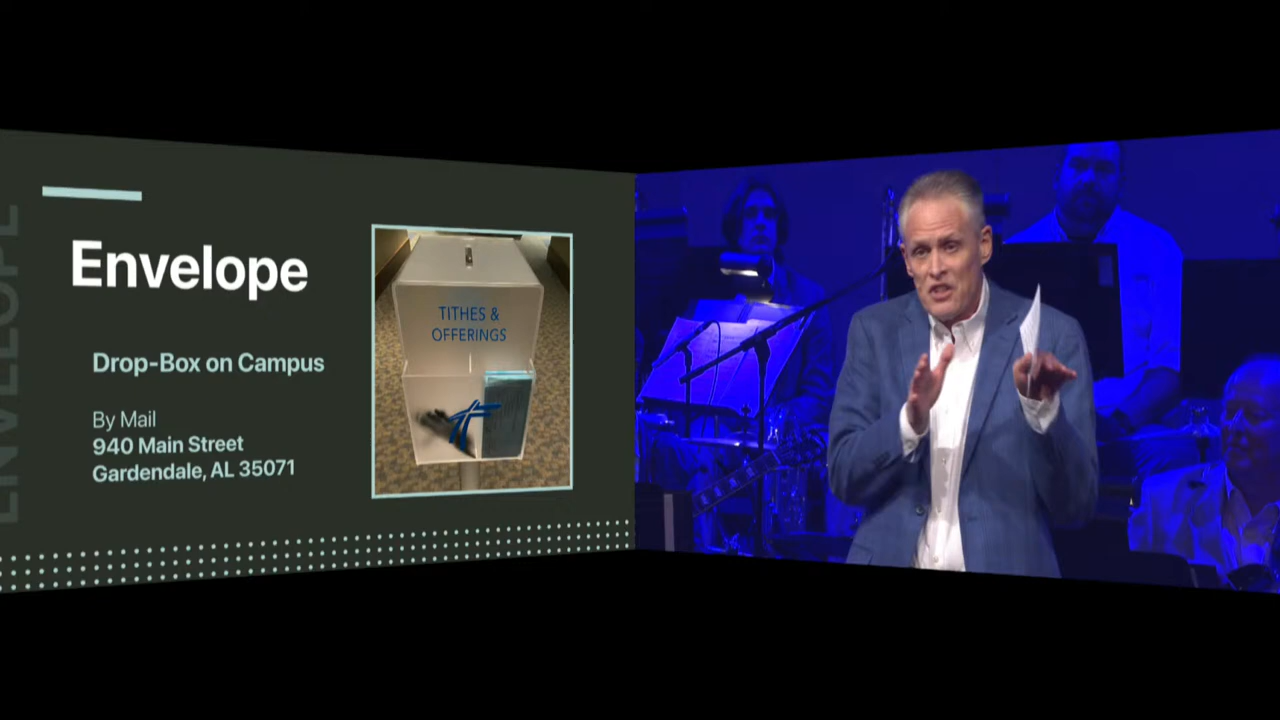 ENVELOPE
Envelope
Drop-Box on Campus
By Mail
940 Main Street
Gardendale, AL 35071
TITHES &
OFFERINGS